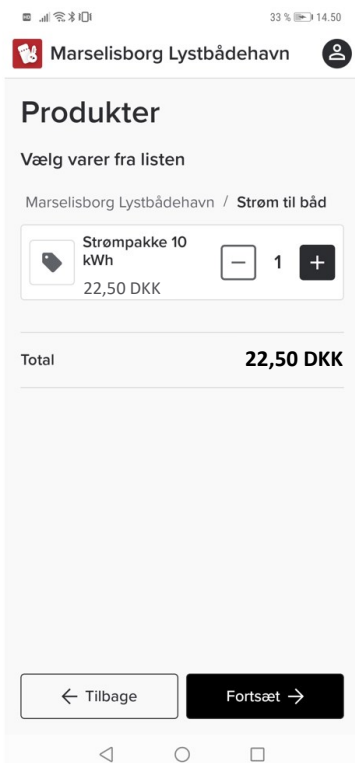 33 % 14.50
Marselisborg Lystbådehavn
Produkter
Vælg varer fra listen
Marselisborg Lystbådehavn / Strøm til båd
Strømpakke 10
kWh
22,50 DKK
− 1 +
Total 22,50 DKK
← Tilbage Fortsæt →